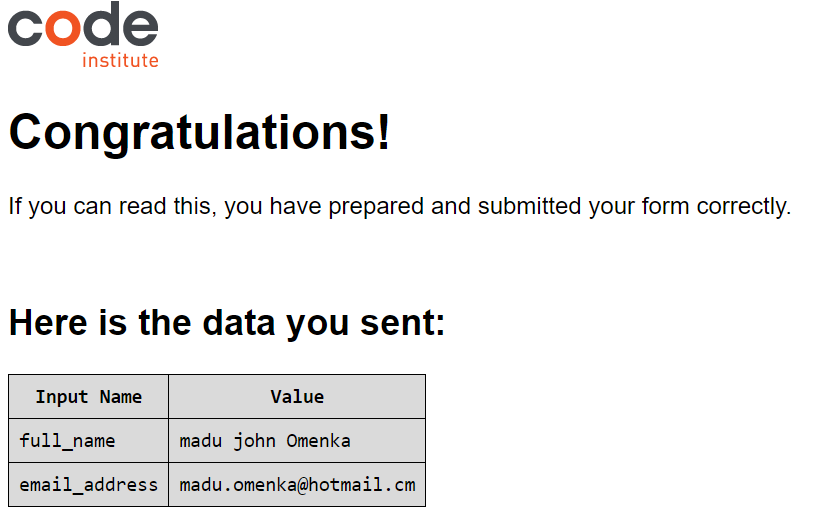 code
institute
Congratulations!
If you can read this, you have prepared and submitted your form correctly.
Here is the data you sent:
Input Name Value
full_name madu john Omenka
email_address madu.omenka@hotmail.cm